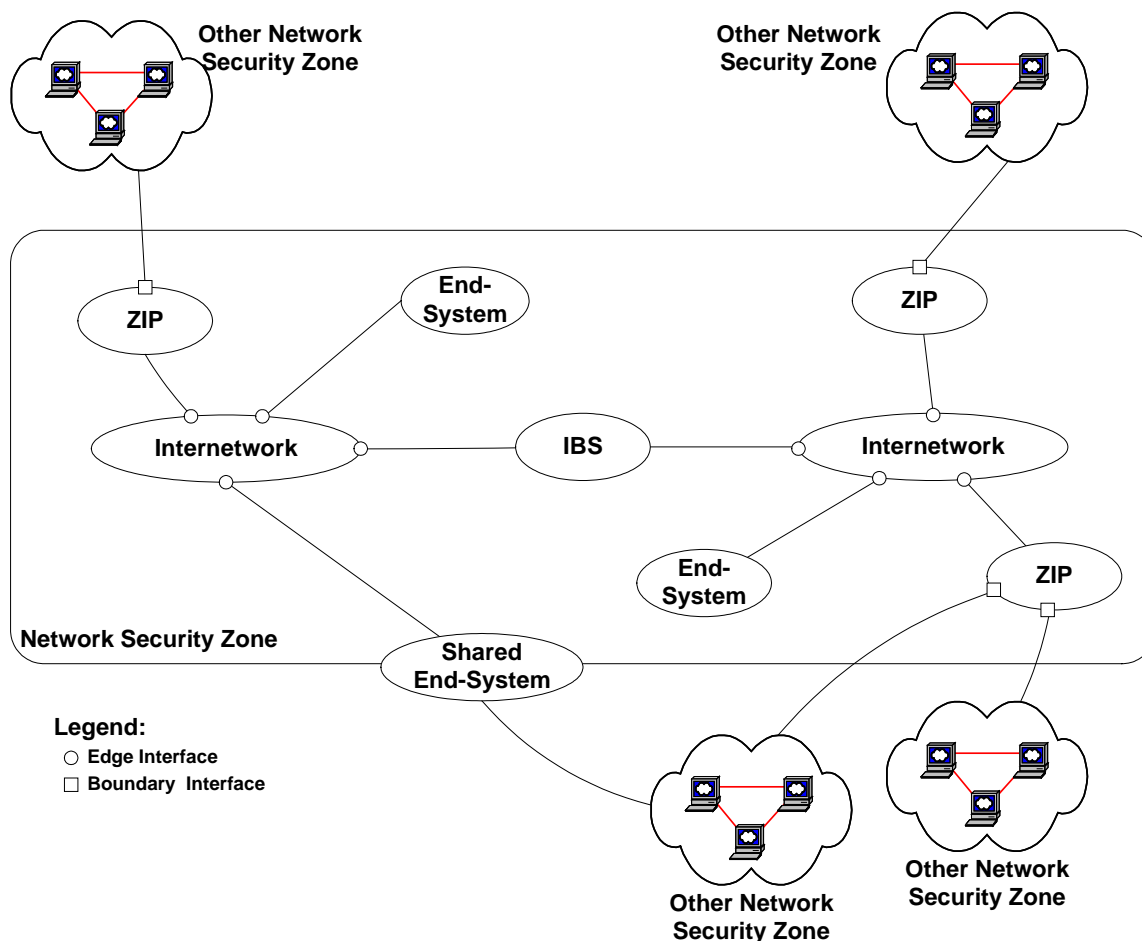 Other Network
Security Zone
Other Network
Security Zone
ZIP
End-
System
ZIP
Internetwork
IBS
Internetwork
End-
System
ZIP
Network Security Zone
Shared
End-System
Legend:
Edge Interface
Boundary Interface
Other Network
Security Zone
Other Network
Security Zone